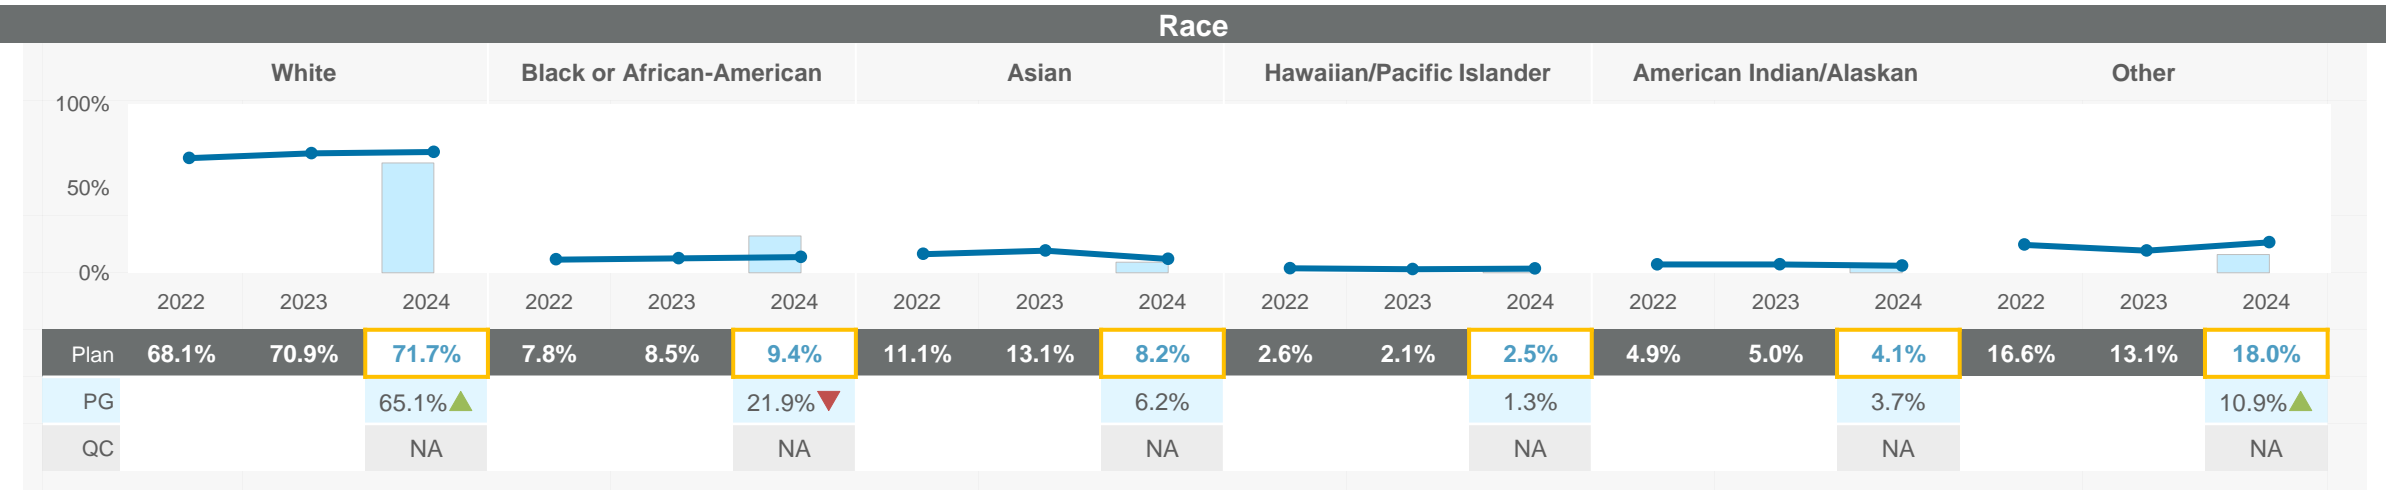 Race
White Black or African-American Asian Hawaiian/Pacific Islander American Indian/Alaskan Other
100%
50%
0%
2022 2023 2024 2022 2023 2024 2022 2023 2024 2022 2023 2024 2022 2023 2024 2022 2023 2024
Plan 68.1% 70.9% 71.7% 7.8% 8.5% 9.4% 11.1% 13.1% 8.2% 2.6% 2.1% 2.5% 4.9% 5.0% 4.1% 16.6% 13.1% 18.0%
PG 65.1% 21.9% 6.2% 1.3% 3.7% 10.9%
QC NA NA NA NA NA NA